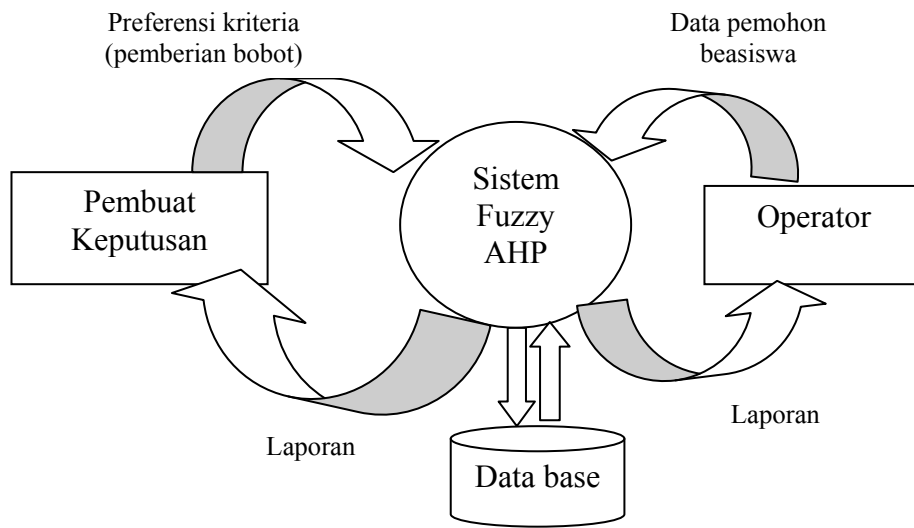 Preferensi kriteria
(pemberian bobot)
Data pemohon
beasiswa
Pembuat
Keputusan
Sistem
Fuzzy
AHP
Operator
Laporan
Laporan
Data base